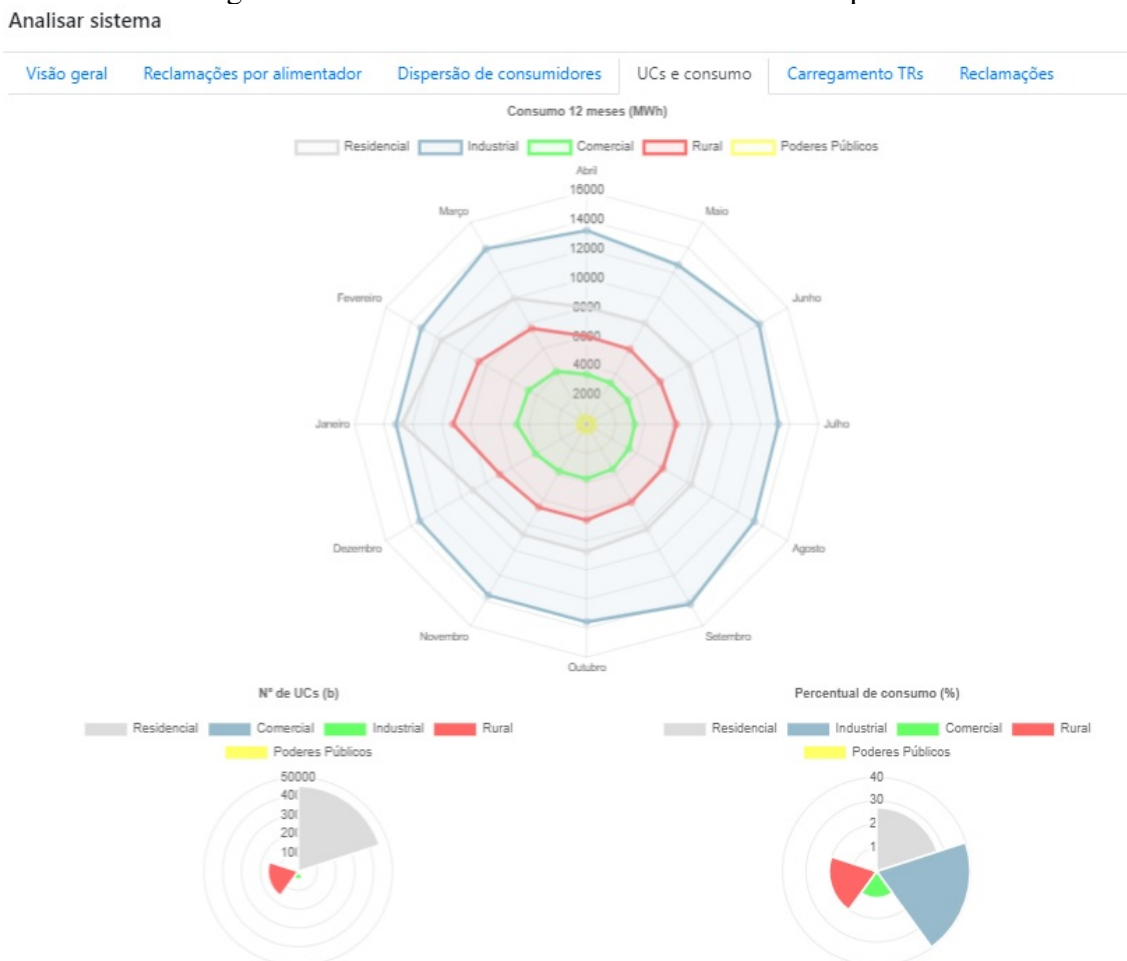 Analisar sistema
Visão geral Reclamações por alimentador Dispersão de consumidores UCs e consumo Carregamento TRs Reclamações
Consumo 12 meses (MWh)
Residencial Industrial Comercial Rural Poderes Públicos
Abril
16000
Março Maio
14000
12000
10000
Fevereiro Junho
8000
6000
4000
2000
Janeiro Julho
Dezembro Agosto
Novembro Setembro
Outubro
N° de UCs (b) Percentual de consumo (%)
Residencial Comercial Industrial Rural Residencial Industrial Comercial Rural
Poderes Públicos Poderes Públicos
50000 40
30